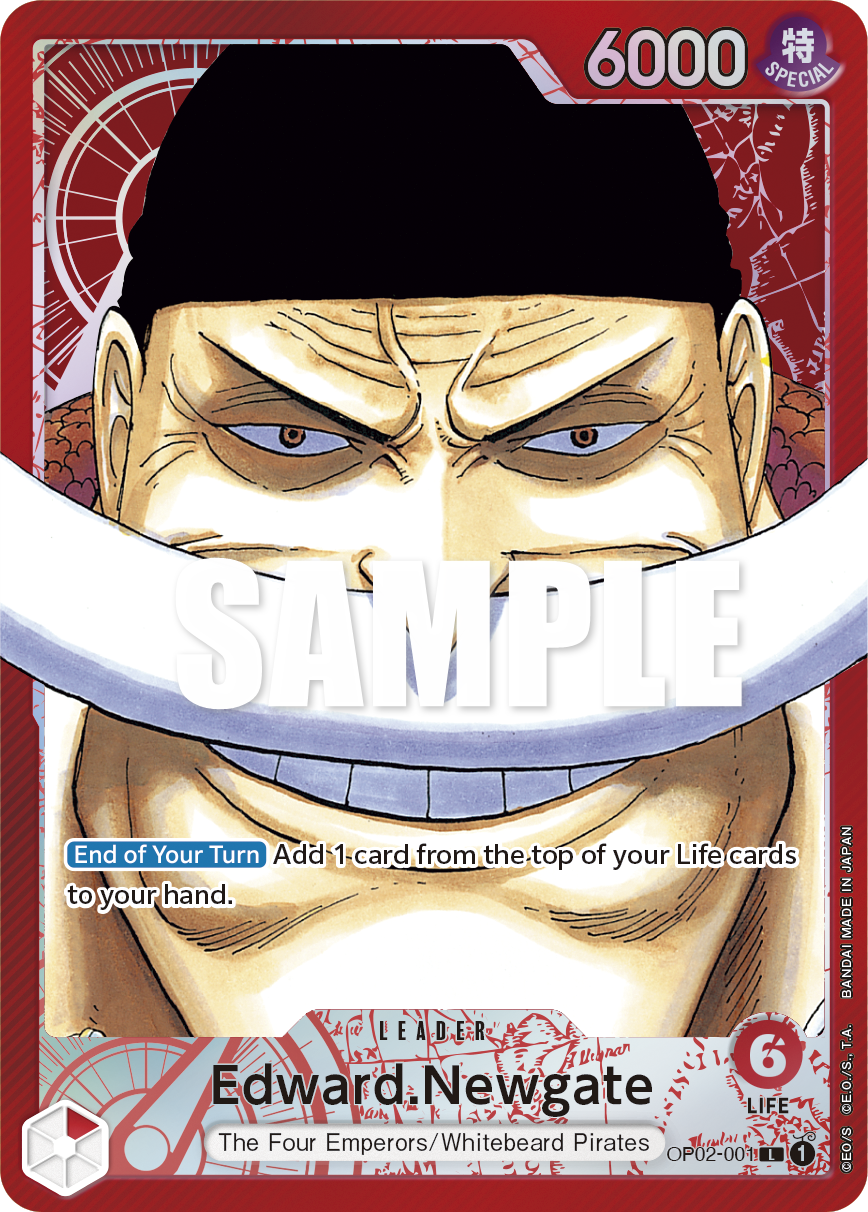 6000
特
SPECIAL
SAMPLE
End of Your Turn Add 1 card from the top of your Life cards
to your hand.
LEADER
Edward.Newgate
6
LIFE
The Four Emperors/Whitebeard Pirates
OP02-001 L 1
©EO/S ©E.O./S., T.A. BANDAI MADE IN JAPAN